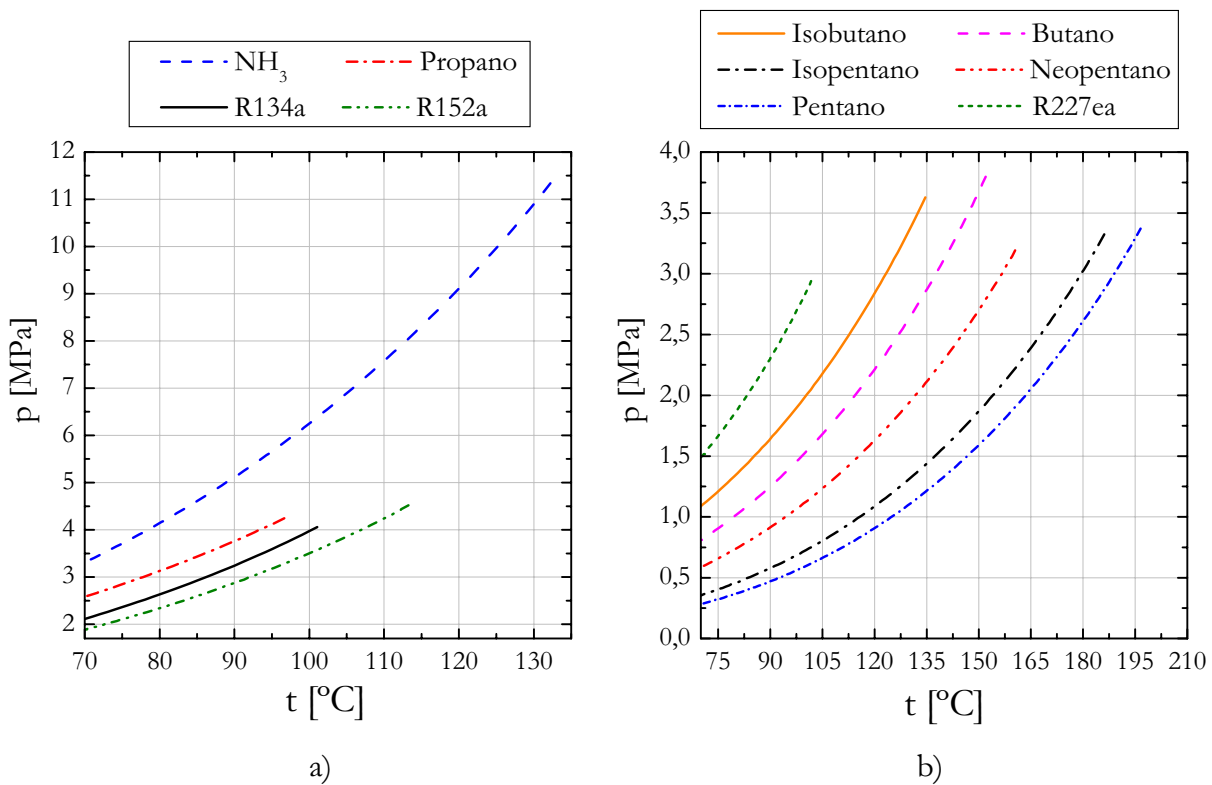 NH3 Propano
R134a R152a
Isobutano Butano
Isopentano Neopentano
Pentano R227ea
12
11
10
9
8
7
6
5
4
3
2
p [MPa]
70 80 90 100 110 120 130
t [ºC]
a)
4,0
3,5
3,0
2,5
2,0
1,5
1,0
0,5
0,0
p [MPa]
75 90 105 120 135 150 165 180 195 210
t [ºC]
b)